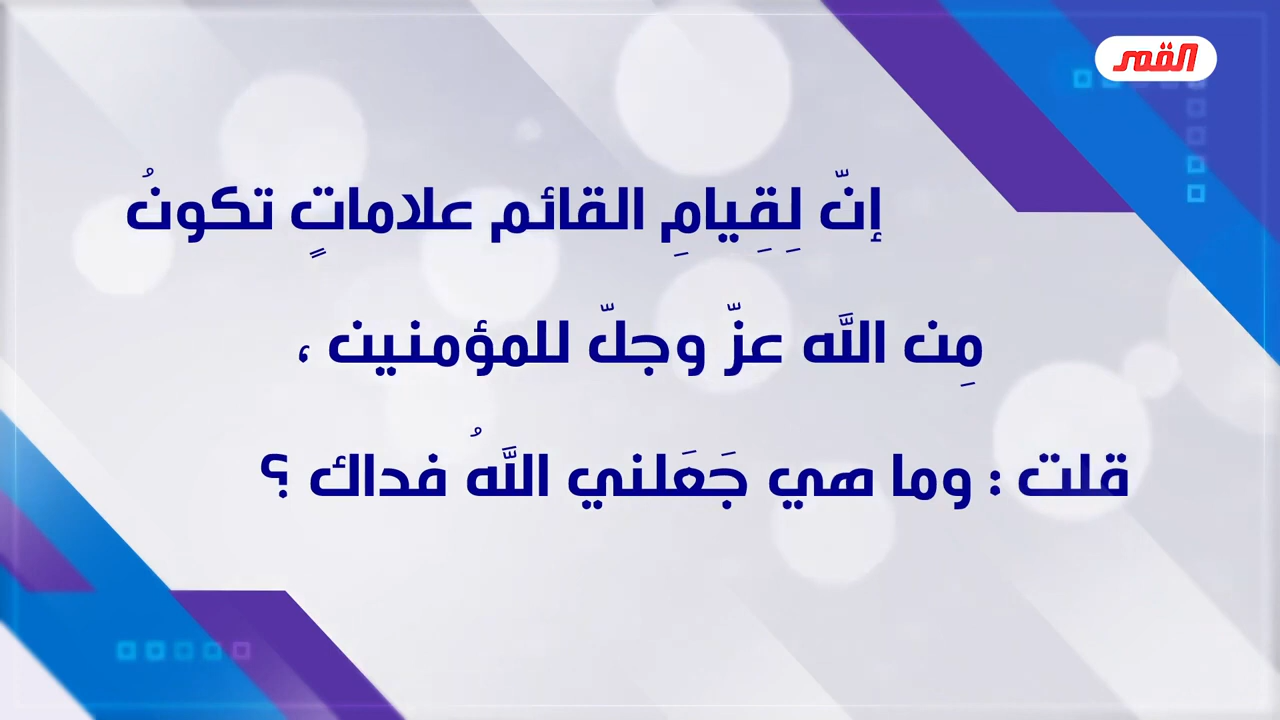 القمر
إنّ لِقِيامِ القائم علاماتٍ تكونُ
مِن اللَّه عزّ وجلّ للمؤمنين ،
قلت : وما هي جَعَلني اللَّهُ فداك ؟